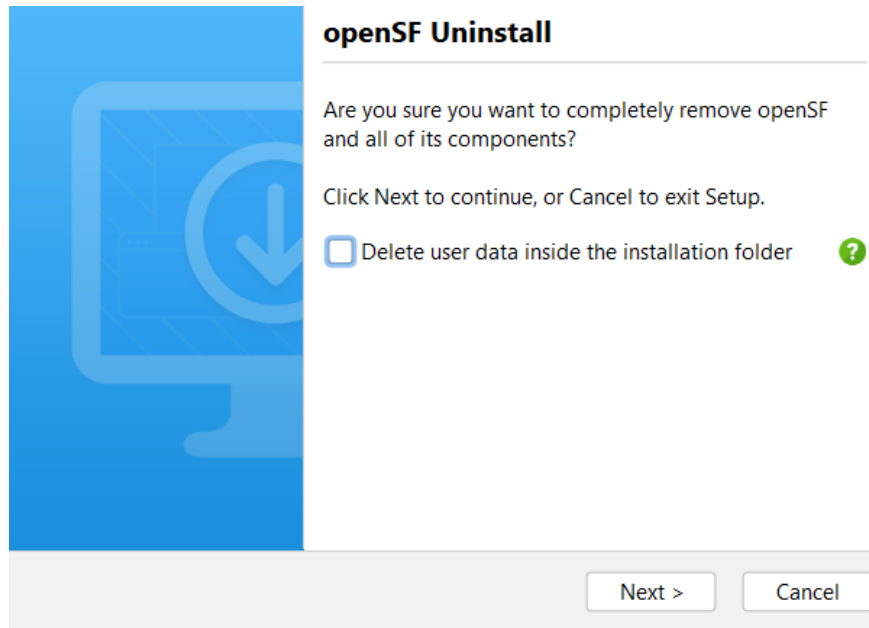 openSF Uninstall
Are you sure you want to completely remove openSF
and all of its components?
Click Next to continue, or Cancel to exit Setup.
Delete user data inside the installation folder
?
Next >
Cancel